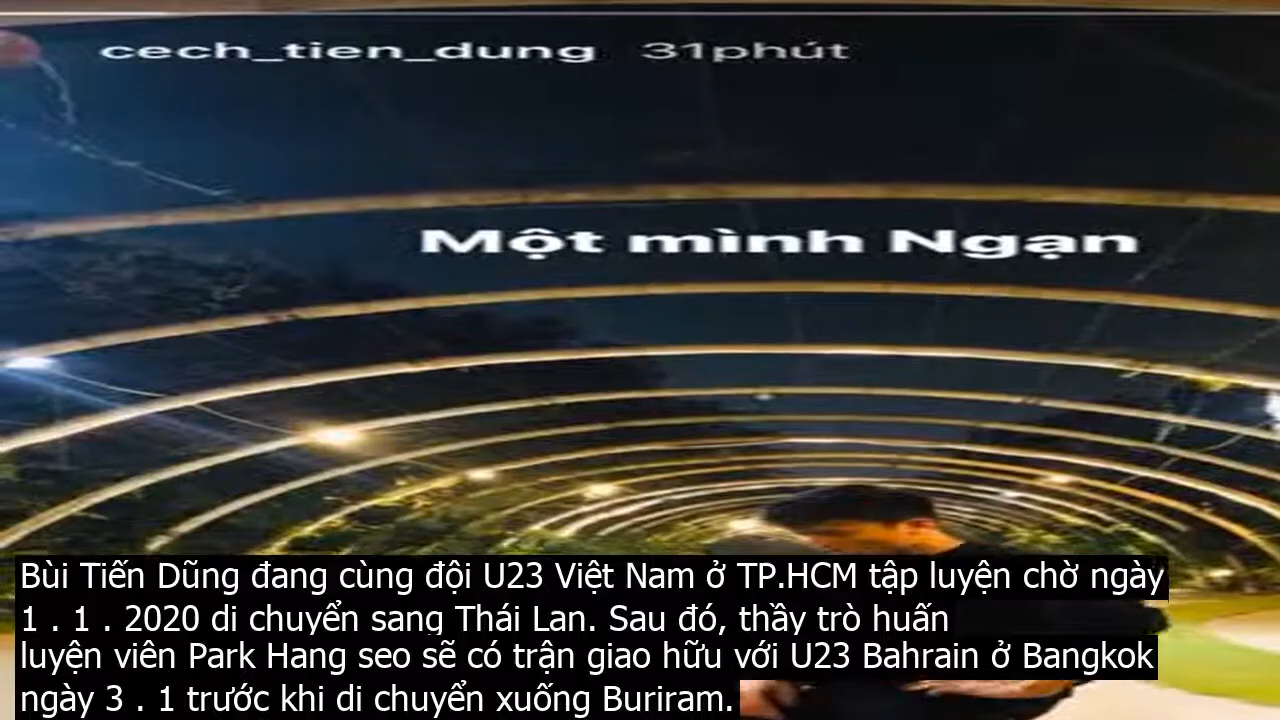 cech_tien_dung 31phút
Một mình Ngạn
Bùi Tiến Dũng đang cùng đội U23 Việt Nam ở TP.HCM tập luyện chờ ngày
1 . 1 . 2020 di chuyển sang Thái Lan. Sau đó, thầy trò huấn
luyện viên Park Hang seo sẽ có trận giao hữu với U23 Bahrain ở Bangkok
ngày 3 . 1 trước khi di chuyển xuống Buriram.